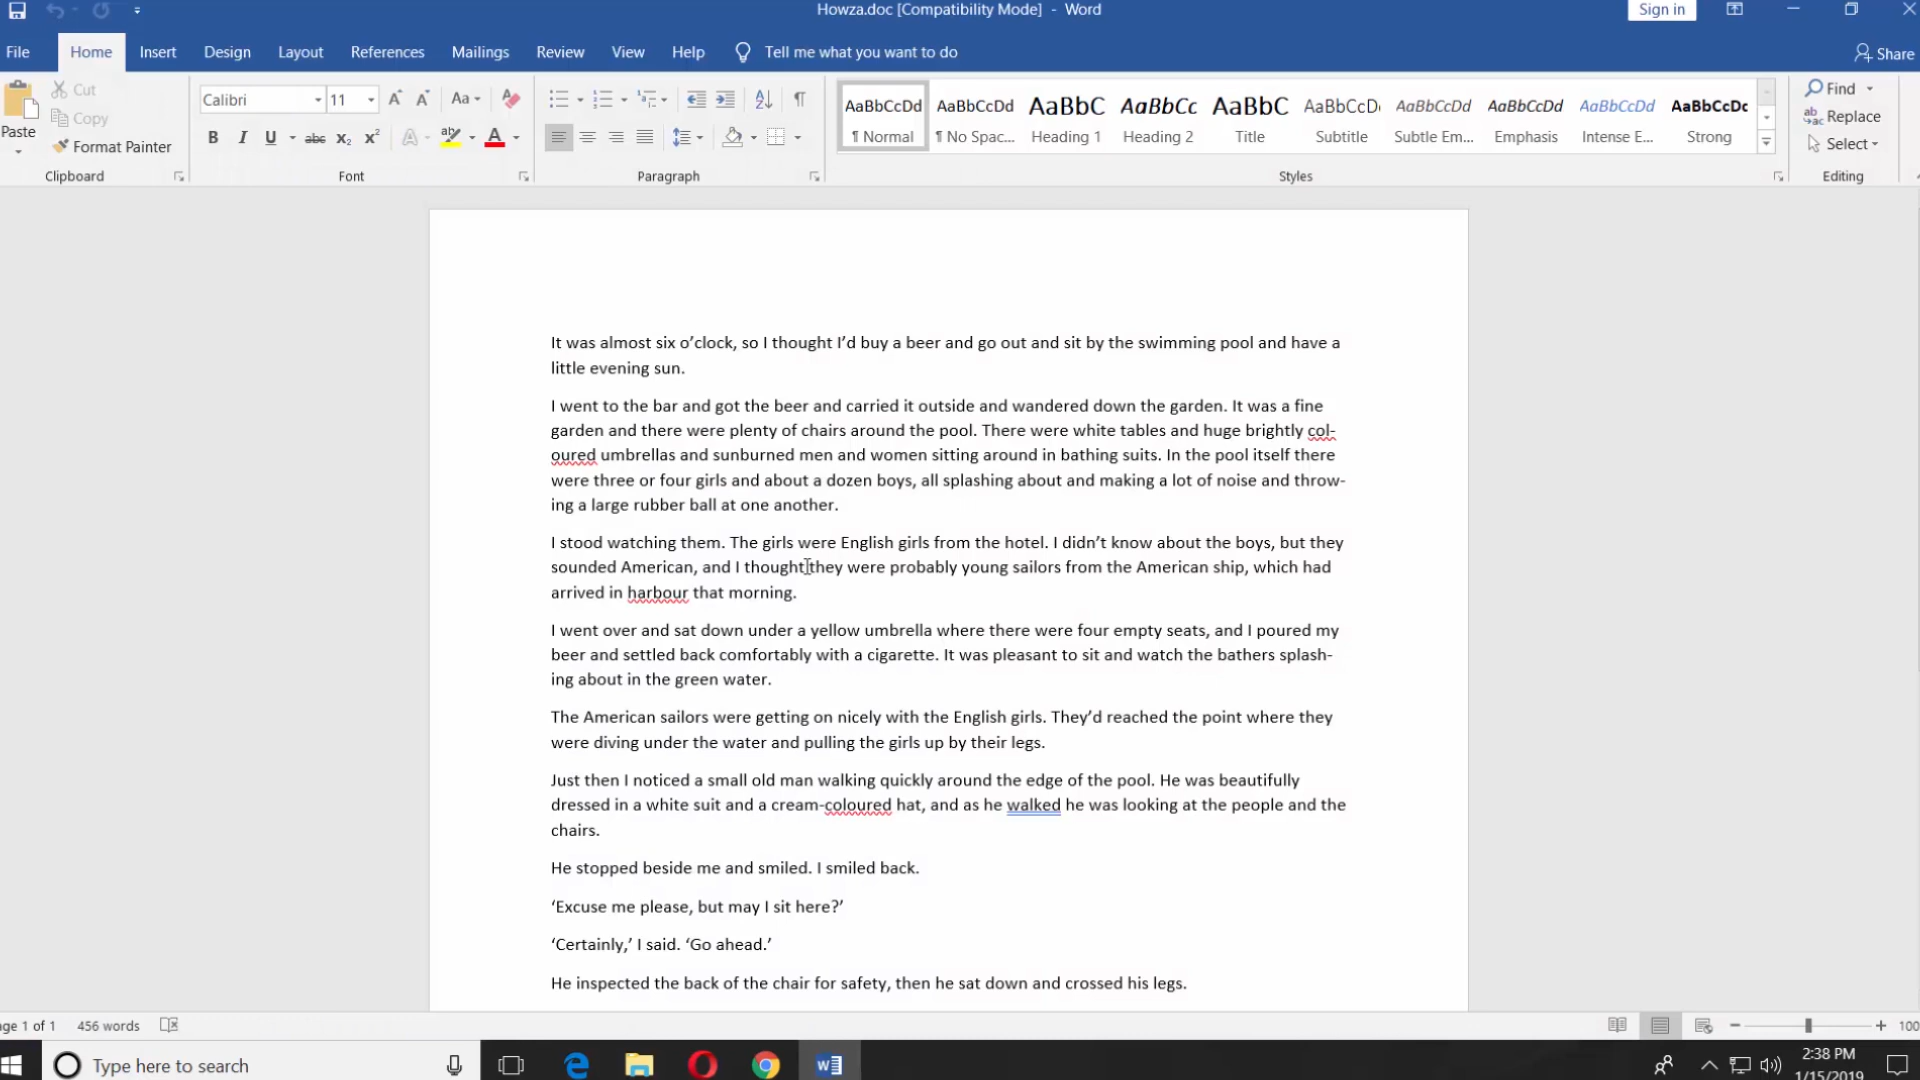 Howza.doc [Compatibility Mode] - Word
Sign in
File Home Insert Design Layout References Mailings Review View Help Tell me what you want to do
Share
Paste
Cut
Copy
Format Painter
Clipboard
Calibri 11
Aa
B I U abc x₂ x² A ab A
Font
Paragraph
AaBbCcDd AaBbCcDd AaBbC AaBbCc AaBbC AaBbCcD AaBbCcDd AaBbCcDd AaBbCcDd AaBbCcDc
¶ Normal ¶ No Spac... Heading 1 Heading 2 Title Subtitle Subtle Em... Emphasis Intense E... Strong
Styles
Find
Replace
Select
Editing
It was almost six o’clock, so I thought I’d buy a beer and go out and sit by the swimming pool and have a
little evening sun.
I went to the bar and got the beer and carried it outside and wandered down the garden. It was a fine
garden and there were plenty of chairs around the pool. There were white tables and huge brightly col-
oured umbrellas and sunburned men and women sitting around in bathing suits. In the pool itself there
were three or four girls and about a dozen boys, all splashing about and making a lot of noise and throw-
ing a large rubber ball at one another.
I stood watching them. The girls were English girls from the hotel. I didn’t know about the boys, but they
sounded American, and I thought they were probably young sailors from the American ship, which had
arrived in harbour that morning.
I went over and sat down under a yellow umbrella where there were four empty seats, and I poured my
beer and settled back comfortably with a cigarette. It was pleasant to sit and watch the bathers splash-
ing about in the green water.
The American sailors were getting on nicely with the English girls. They’d reached the point where they
were diving under the water and pulling the girls up by their legs.
Just then I noticed a small old man walking quickly around the edge of the pool. He was beautifully
dressed in a white suit and a cream-coloured hat, and as he walked he was looking at the people and the
chairs.
He stopped beside me and smiled. I smiled back.
‘Excuse me please, but may I sit here?’
‘Certainly,’ I said. ‘Go ahead.’
He inspected the back of the chair for safety, then he sat down and crossed his legs.
age 1 of 1 456 words
100
Type here to search
2:38 PM
1/15/2019